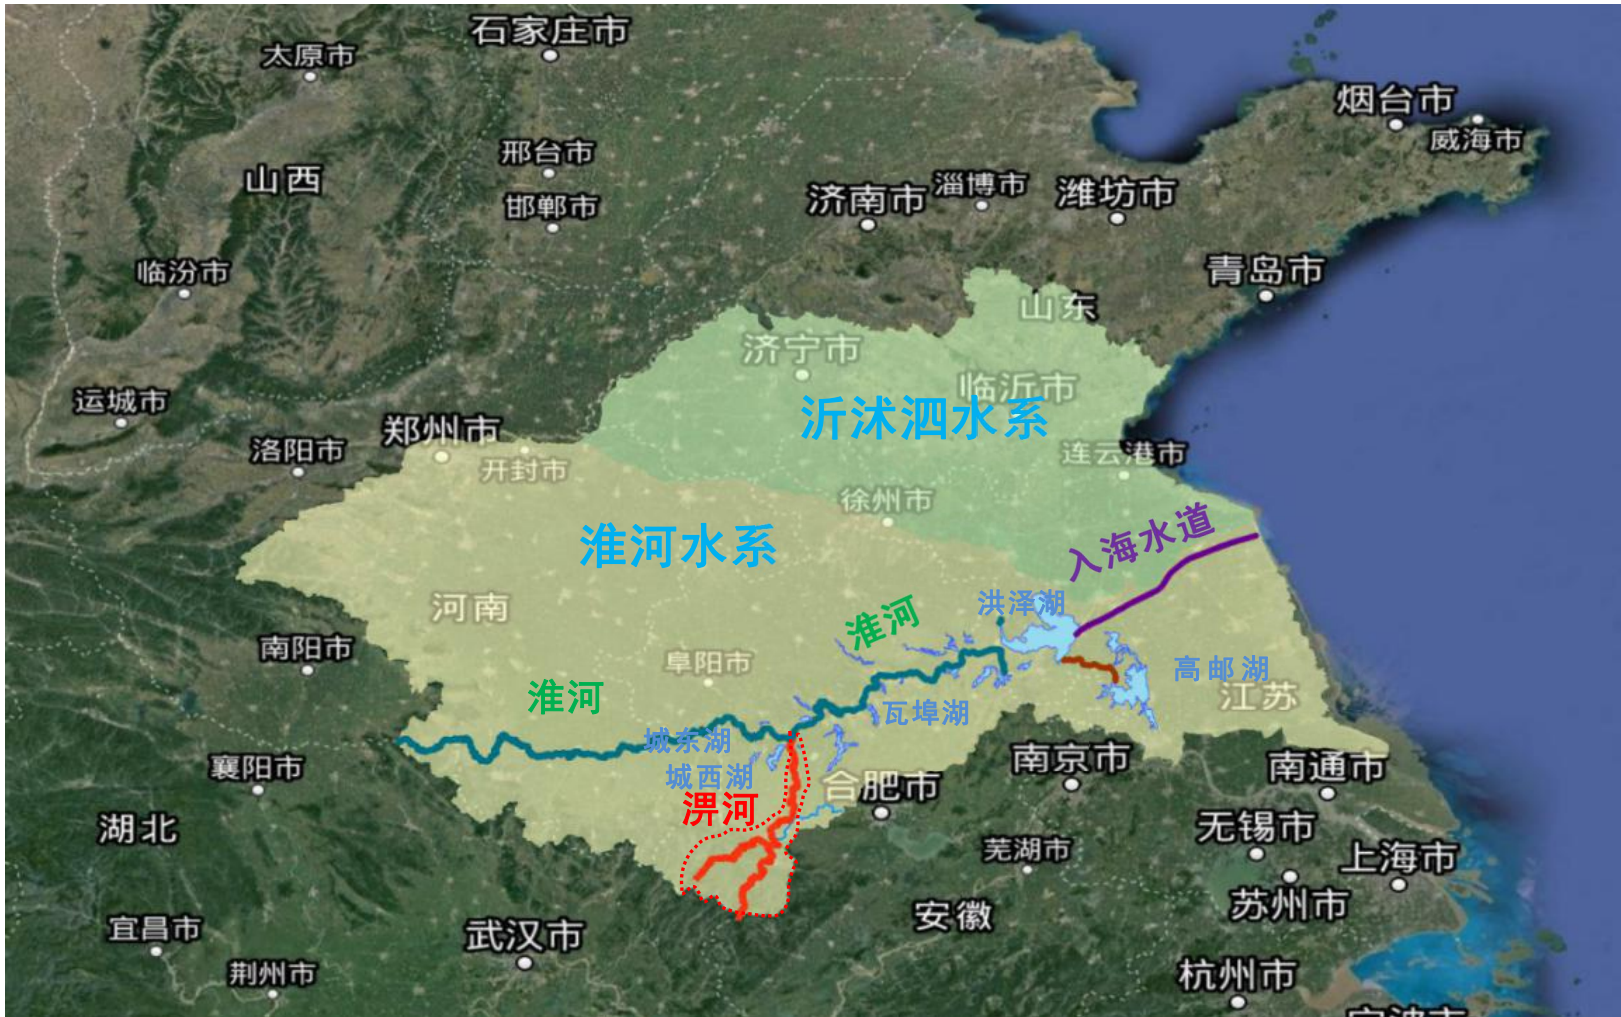 石家庄市
太原市
烟台市
威海市
邢台市
山西
济南市
淄博市
潍坊市
邯郸市
临汾市
青岛市
山东
济宁市
临沂市
运城市
沂沭泗水系
郑州市
洛阳市
开封市
连云港市
徐州市
入海水道
淮河水系
河南
洪泽湖
淮河
南阳市
阜阳市
高邮湖
淮河
江苏
瓦埠湖
城东湖
襄阳市
城西湖
南京市
南通市
合肥市
淠河
湖北
无锡市
芜湖市
上海市
苏州市
安徽
宜昌市
武汉市
荆州市
杭州市
宁波市